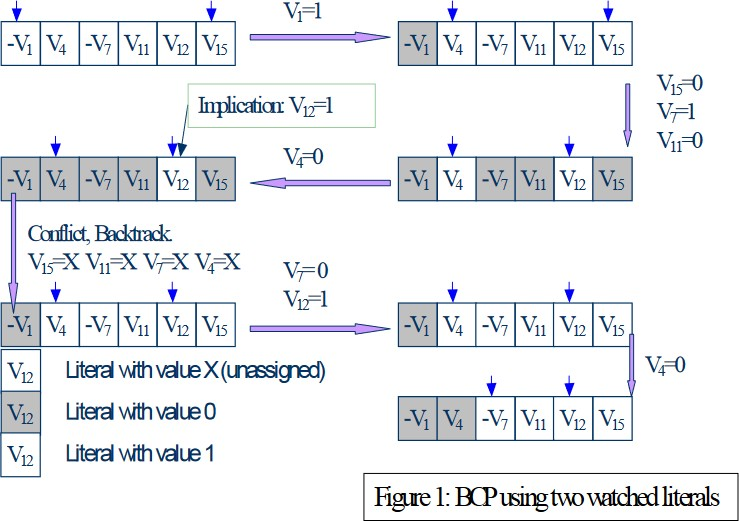 V1=1
-V1 V4 -V7 V11 V12 V15
-V1 V4 -V7 V11 V12 V15
V15=0
V7=1
V11=0
Implication: V12=1
V4=0
-V1 V4 -V7 V11 V12 V15
-V1 V4 -V7 V11 V12 V15
Conflict, Backtrack.
V15=X V11=X V7=X V4=X
V7=0
V12=1
-V1 V4 -V7 V11 V12 V15
-V1 V4 -V7 V11 V12 V15
V4=0
V12 Literal with value X (unassigned)
V12 Literal with value 0
-V1 V4 -V7 V11 V12 V15
V12 Literal with value 1
Figure 1: BCP using two watched literals